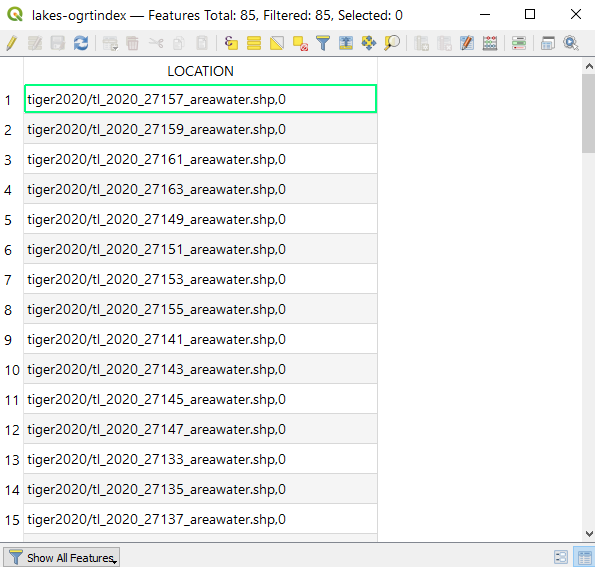 lakes-ogrtindex — Features Total: 85, Filtered: 85, Selected: 0
LOCATION
1 tiger2020/tl_2020_27157_areawater.shp,0
2 tiger2020/tl_2020_27159_areawater.shp,0
3 tiger2020/tl_2020_27161_areawater.shp,0
4 tiger2020/tl_2020_27163_areawater.shp,0
5 tiger2020/tl_2020_27149_areawater.shp,0
6 tiger2020/tl_2020_27151_areawater.shp,0
7 tiger2020/tl_2020_27153_areawater.shp,0
8 tiger2020/tl_2020_27155_areawater.shp,0
9 tiger2020/tl_2020_27141_areawater.shp,0
10 tiger2020/tl_2020_27143_areawater.shp,0
11 tiger2020/tl_2020_27145_areawater.shp,0
12 tiger2020/tl_2020_27147_areawater.shp,0
13 tiger2020/tl_2020_27133_areawater.shp,0
14 tiger2020/tl_2020_27135_areawater.shp,0
15 tiger2020/tl_2020_27137_areawater.shp,0
Show All Features